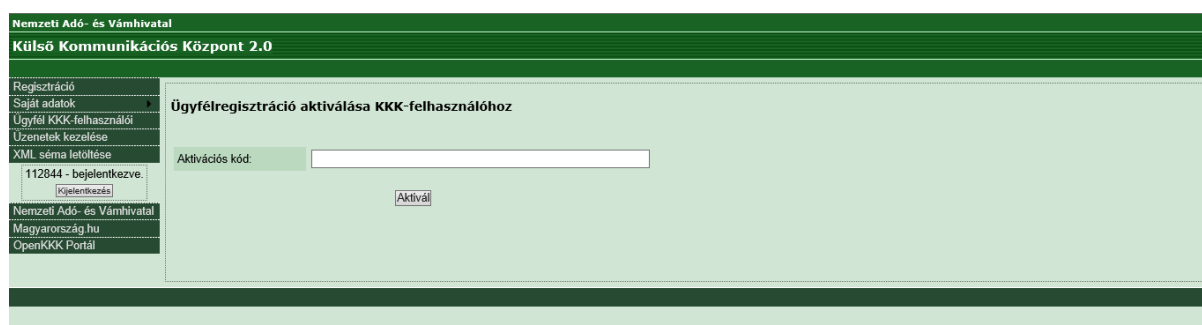 Nemzeti Adó- és Vámhivatal
Külső Kommunikációs Központ 2.0
Regisztráció
Saját adatok
Ügyfél KKK-felhasználói
Üzenetek kezelése
XML séma letöltése
112844 - bejelentkezve.
Kijelentkezés
Nemzeti Adó- és Vámhivatal
Magyarország.hu
OpenKKK Portál
Ügyfélregisztráció aktiválása KKK-felhasználóhoz
Aktivációs kód:
Aktivál